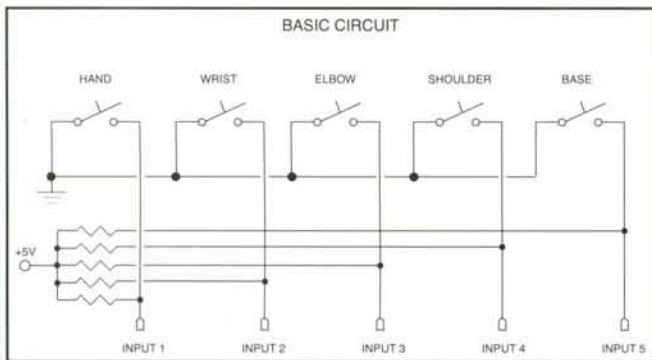 BASIC CIRCUIT
HAND WRIST ELBOW SHOULDER BASE
+5V
INPUT 1 INPUT 2 INPUT 3 INPUT 4 INPUT 5